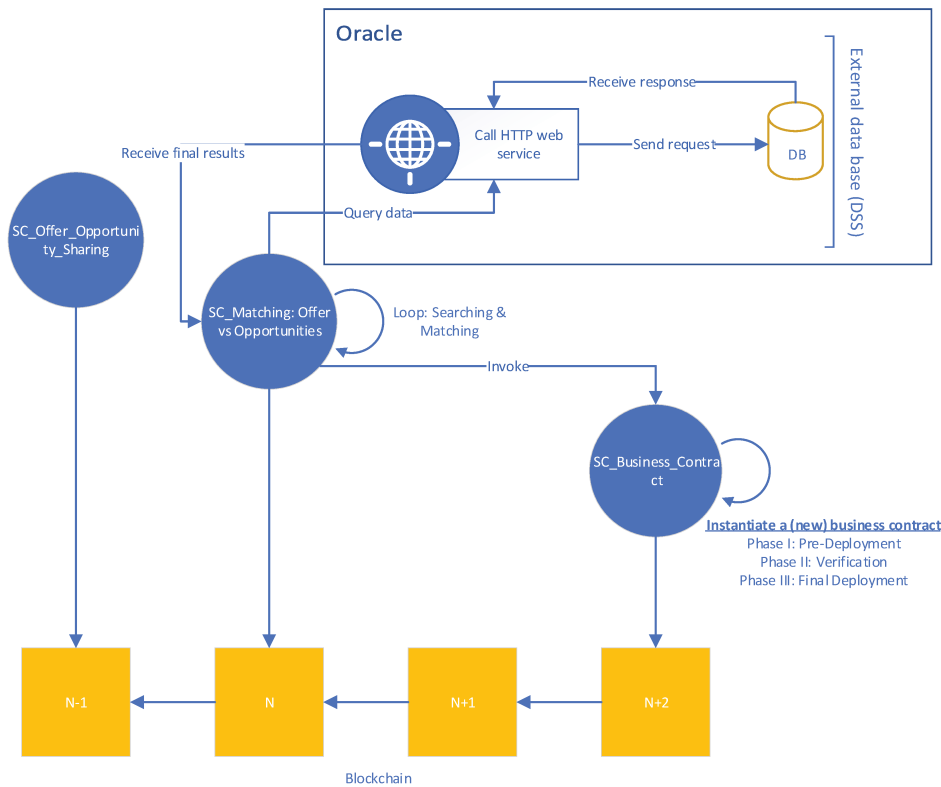 Oracle
Receive response
Call HTTP web
service
Send request
DB
External data base (DSS)
Receive final results
Query data
SC_Offer_Opportuni
ty_Sharing
SC_Matching: Offer
vs Opportunities
Loop: Searching &
Matching
Invoke
SC_Business_Contra
ct
Instantiate a (new) business contract
Phase I: Pre-Deployment
Phase II: Verification
Phase III: Final Deployment
N-1
N
N+1
N+2
Blockchain